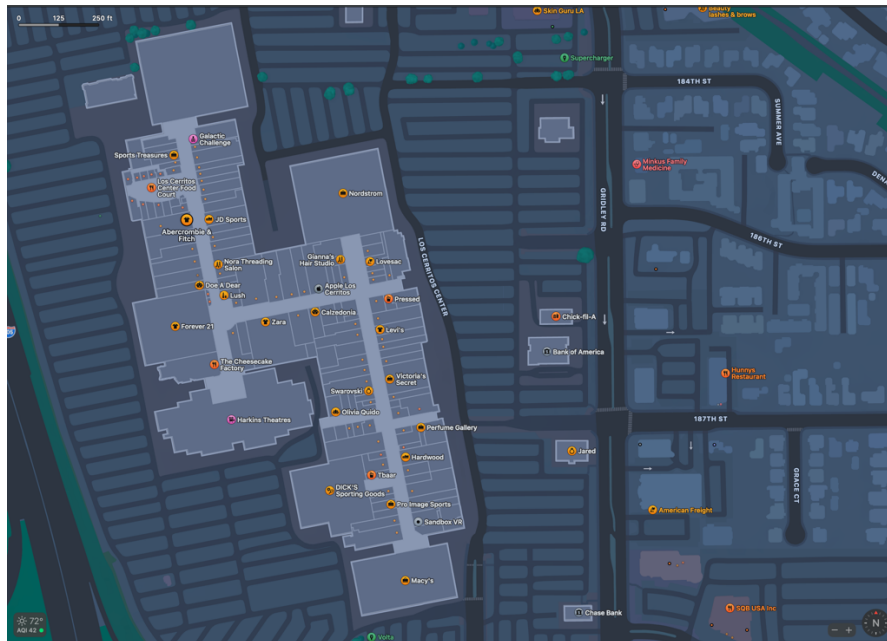 0 125 250 ft
Skin Guru LA
Beauty
lashes & brows
Supercharger
184TH ST
SUMMER AVE
Galactic
Challenge
Sports-Treasures
Minkus Family
Medicine
Los Cerritos
Center Food
Court
Nordstrom
GRIDLEY RD
JD Sports
Abercrombie &
Fitch
186TH ST
LOS CERRITOS CENTER
Nora Threading
Salon
Gianna's
Hair Studio
Lovesac
Doe A Dear
Lush
Apple Los
Cerritos
Pressed
Calzedonia
Chick-fil-A
Forever 21
Zara
Levi's
Bank of America
The Cheesecake
Factory
Victoria's
Secret
Hunnys
Restaurant
Swarovski
Olivia Quido
Harkins Theatres
Perfume Gallery
187TH ST
Jared
Hardwood
Tbaar
GRACE CT
DICK'S
Sporting Goods
Pro Image Sports
American Freight
Sandbox VR
Macy's
SQB USA Inc
Chase Bank
72°
AQI 42
Volta
N